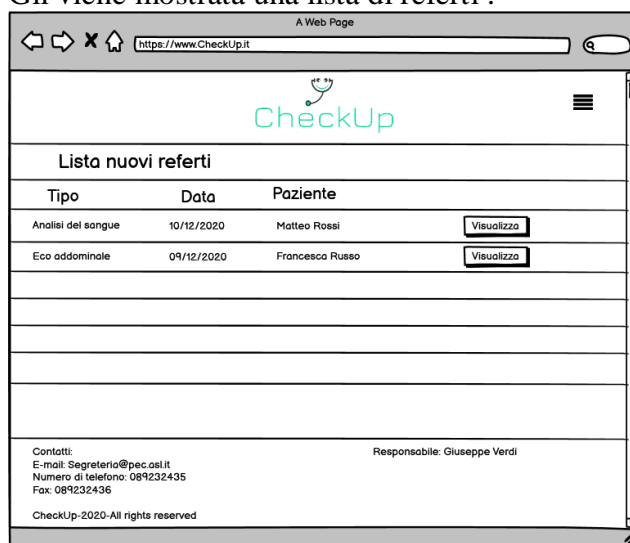 Gli viene mostrata una lista di referti :
A Web Page
https://www.CheckUp.it
CheckUp
Lista nuovi referti
Tipo Data Paziente
Analisi del sangue 10/12/2020 Matteo Rossi Visualizza
Eco addominale 09/12/2020 Francesca Russo Visualizza
Contatti: Responsabile: Giuseppe Verdi
E-mail: Segreteria@pec.asl.it
Numero di telefono: 089232435
Fax: 089232436
CheckUp-2020-All rights reserved